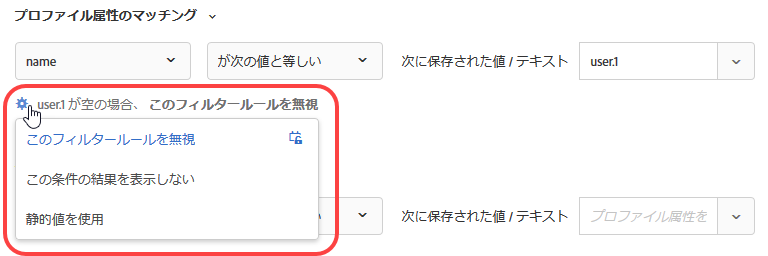 プロファイル属性のマッチング
name が次の値と等しい 次に保存された値 / テキスト user.1
user.1 が空の場合、 このフィルタールールを無視
このフィルタールールを無視
この条件の結果を表示しない
静的値を使用
い 次に保存された値 / テキスト プロファイル属性を